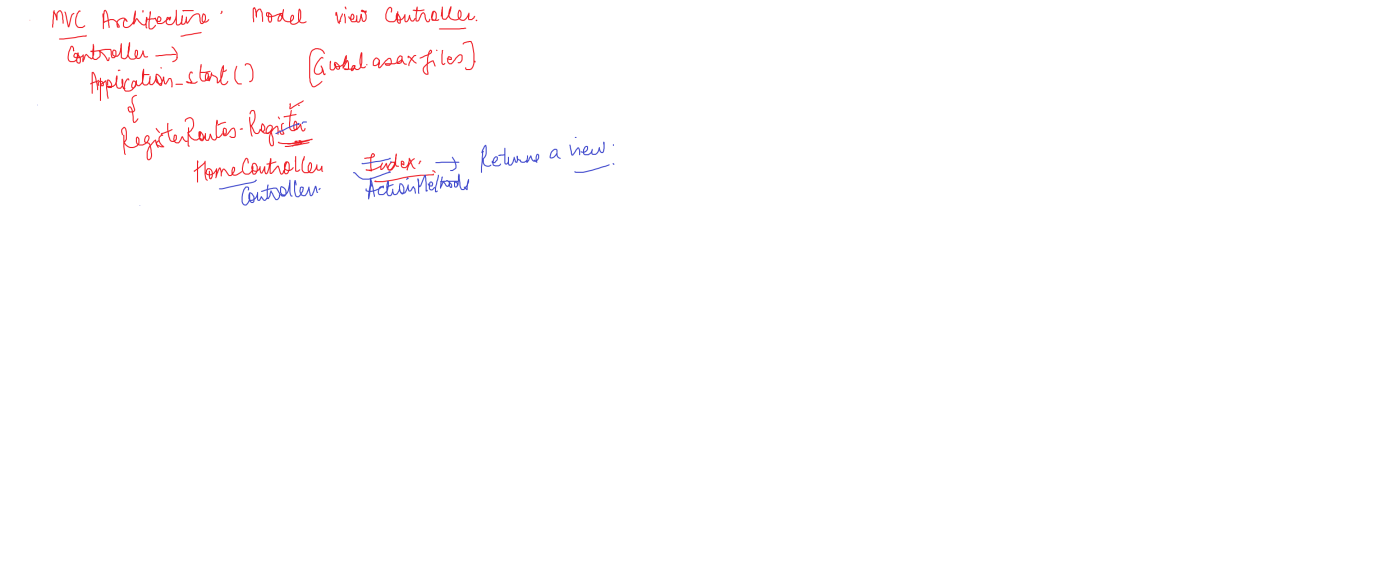 MVC Architecture. Model view Controller.
Controller →
Application_start() [Global.asax files]
{
RegisterRoutes.Register
HomeController Index. → Returns a view.
Controller. ActionMethods